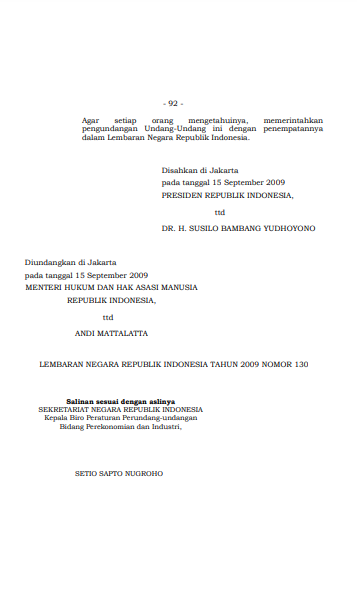 - 92 -
Agar setiap orang mengetahuinya, memerintahkan
pengundangan Undang-Undang ini dengan penempatannya
dalam Lembaran Negara Republik Indonesia.
Disahkan di Jakarta
pada tanggal 15 September 2009
PRESIDEN REPUBLIK INDONESIA,
ttd
DR. H. SUSILO BAMBANG YUDHOYONO
Diundangkan di Jakarta
pada tanggal 15 September 2009
MENTERI HUKUM DAN HAK ASASI MANUSIA
REPUBLIK INDONESIA,
ttd
ANDI MATTALATTA
LEMBARAN NEGARA REPUBLIK INDONESIA TAHUN 2009 NOMOR 130
Salinan sesuai dengan aslinya
SEKRETARIAT NEGARA REPUBLIK INDONESIA
Kepala Biro Peraturan Perundang-undangan
Bidang Perekonomian dan Industri,
SETIO SAPTO NUGROHO